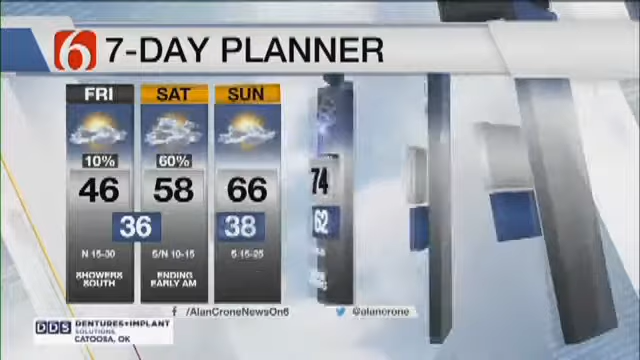 6 7-DAY PLANNER
FRI SAT SUN
10% 60%
46 58 66 74
36 38 62
N 15-30 S/N 10-15 S 15-25
SHOWERS SOUTH ENDING EARLY AM
/AlanCroneNewsOn6 @alancrone
DDS DENTURES+IMPLANT
SOLUTIONS
CATOOSA, OK